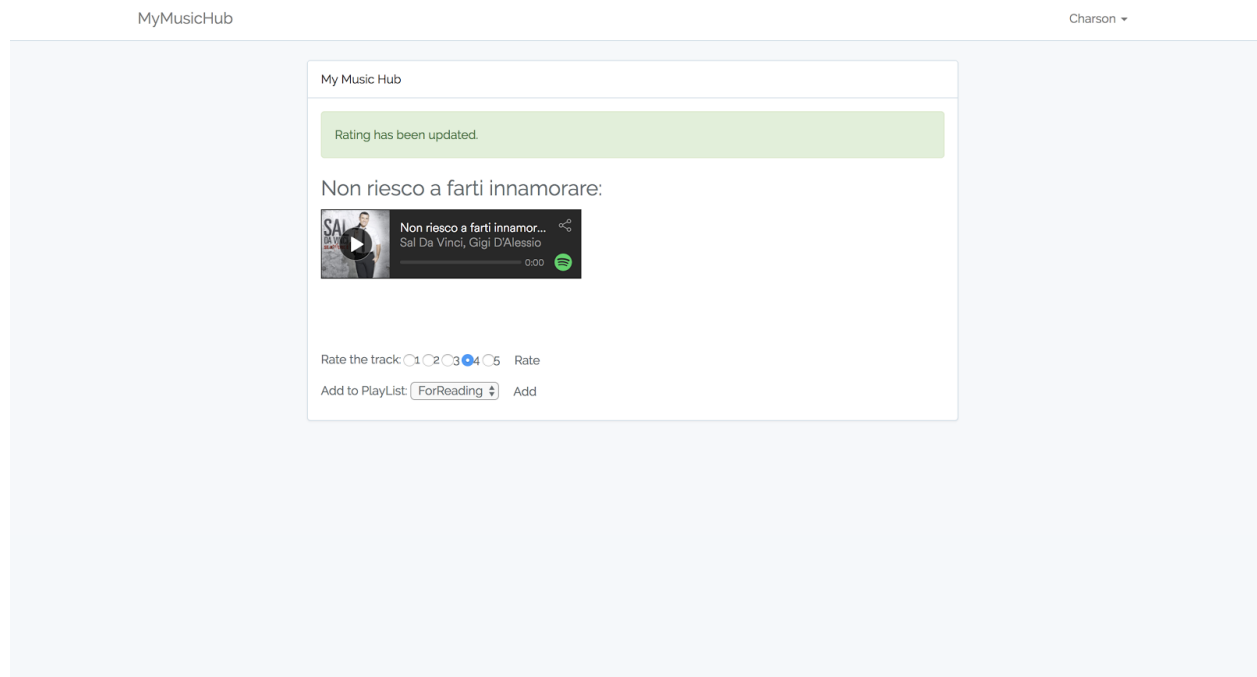 MyMusicHub
Charson
My Music Hub
Rating has been updated.
Non riesco a farti innamorare:
SAL
DA VINCI
Non riesco a farti innamor...
Sal Da Vinci, Gigi D'Alessio
0:00
Rate the track: 1 2 3 4 5 Rate
Add to PlayList: ForReading Add